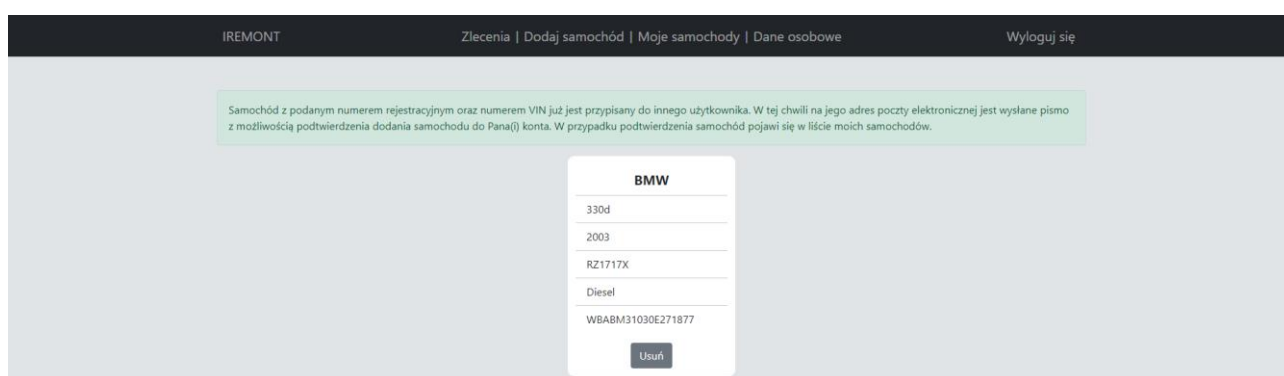 IREMONT Zlecenia | Dodaj samochód | Moje samochody | Dane osobowe Wyloguj się
Samochód z podanym numerem rejestracyjnym oraz numerem VIN już jest przypisany do innego użytkownika. W tej chwili na jego adres poczty elektronicznej jest wysłane pismo
z możliwością podtwierdzenia dodania samochodu do Pana(i) konta. W przypadku podtwierdzenia samochód pojawi się w liście moich samochodów.
BMW
330d
2003
RZ1717X
Diesel
WBABM31030E271877
Usuń